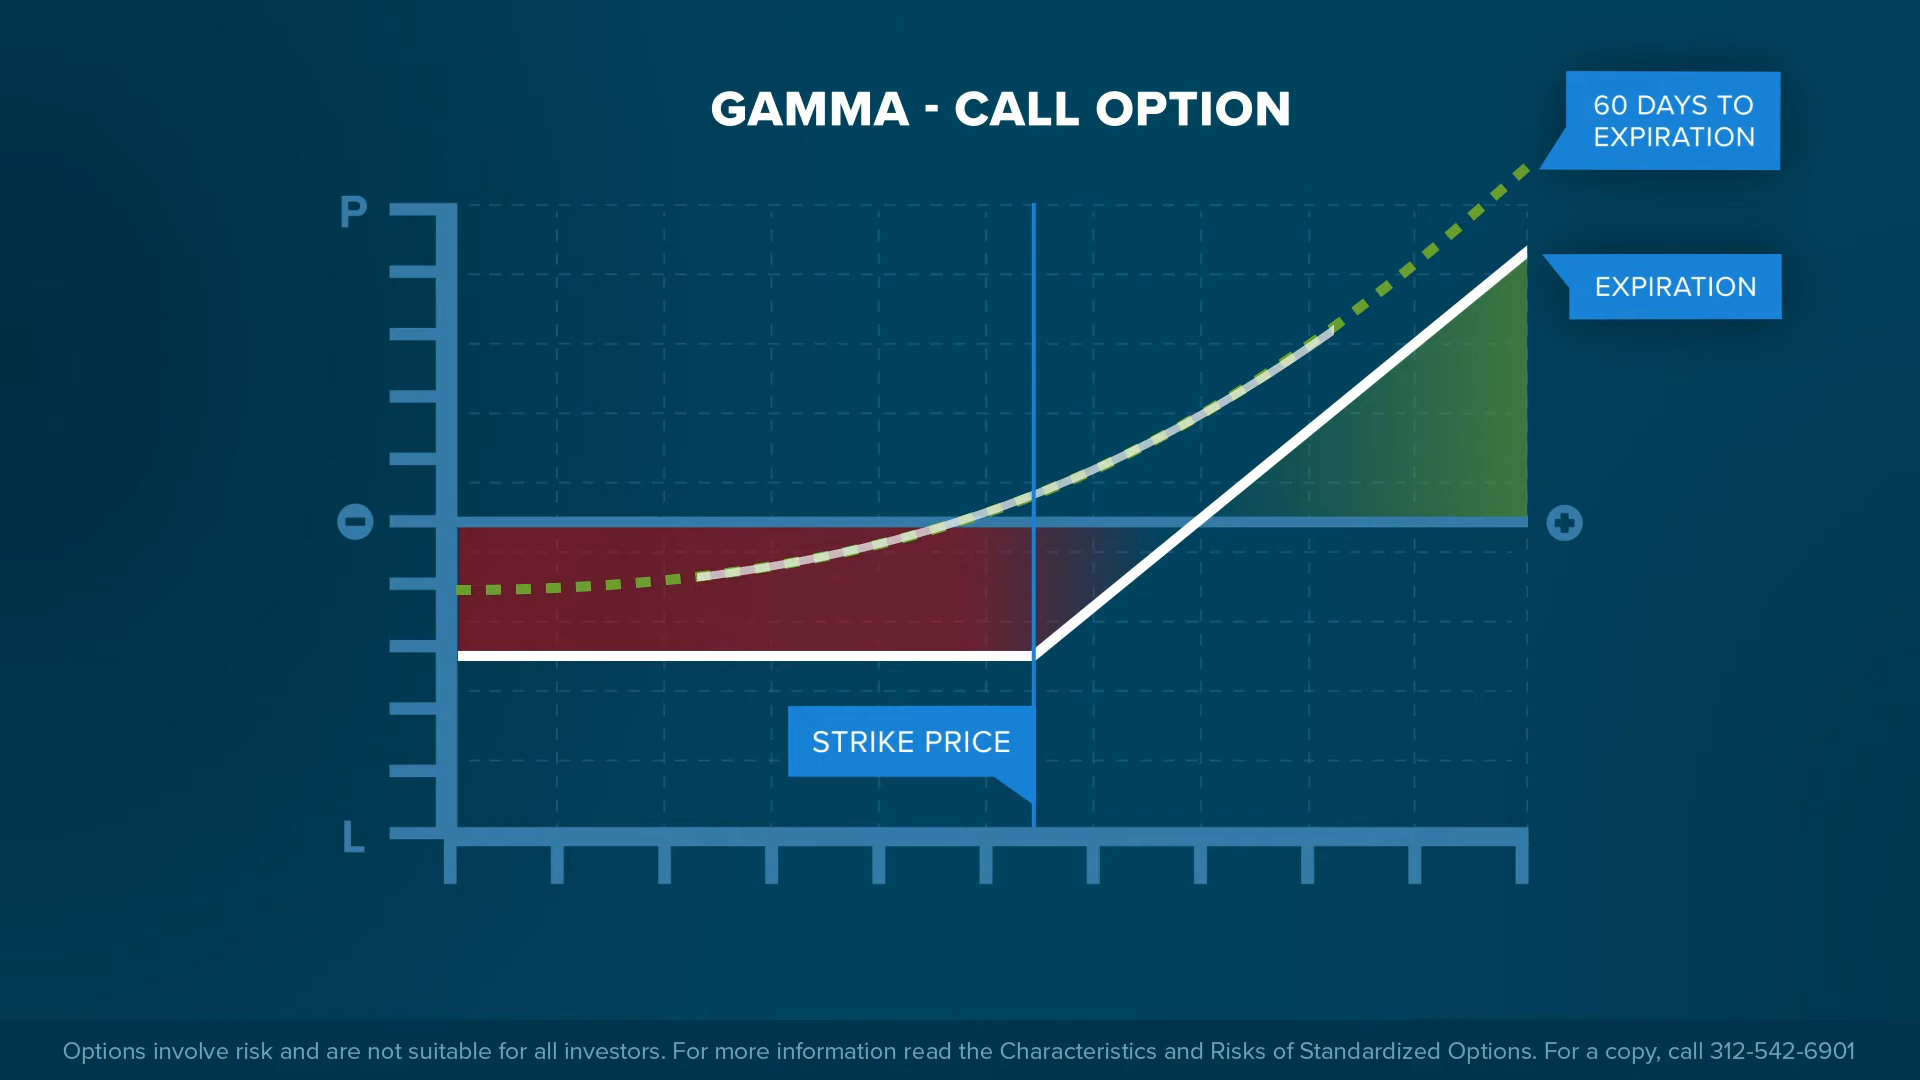 GAMMA - CALL OPTION
60 DAYS TO
EXPIRATION
P
EXPIRATION
STRIKE PRICE
L
Options involve risk and are not suitable for all investors. For more information read the Characteristics and Risks of Standardized Options. For a copy, call 312-542-6901